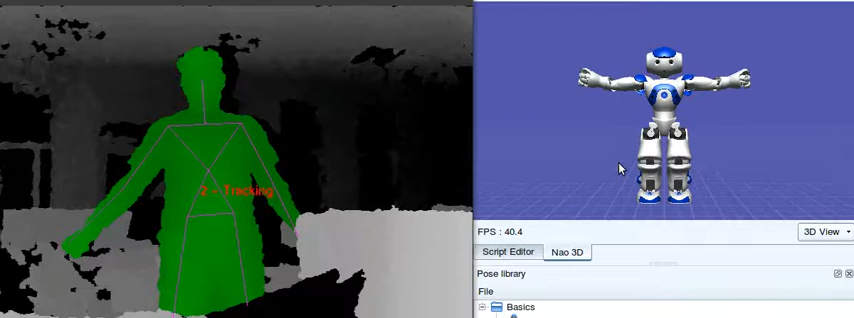 2 - Tracking
FPS : 40.4
3D View
Script Editor
Nao 3D
Pose library
File
Basics